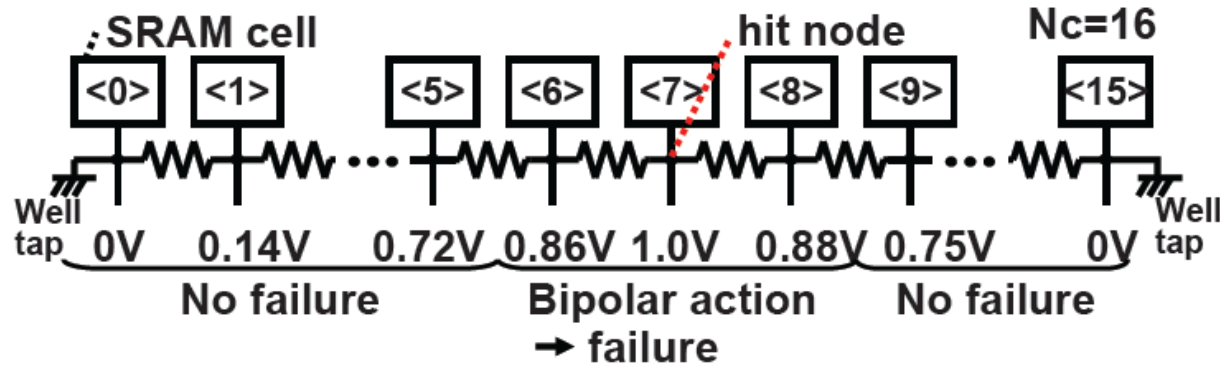 SRAM cell
hit node
Nc=16
<0> <1> <5> <6> <7> <8> <9> <15>
Well
tap
0V 0.14V 0.72V 0.86V 1.0V 0.88V 0.75V 0V
Well
tap
No failure
Bipolar action
→ failure
No failure